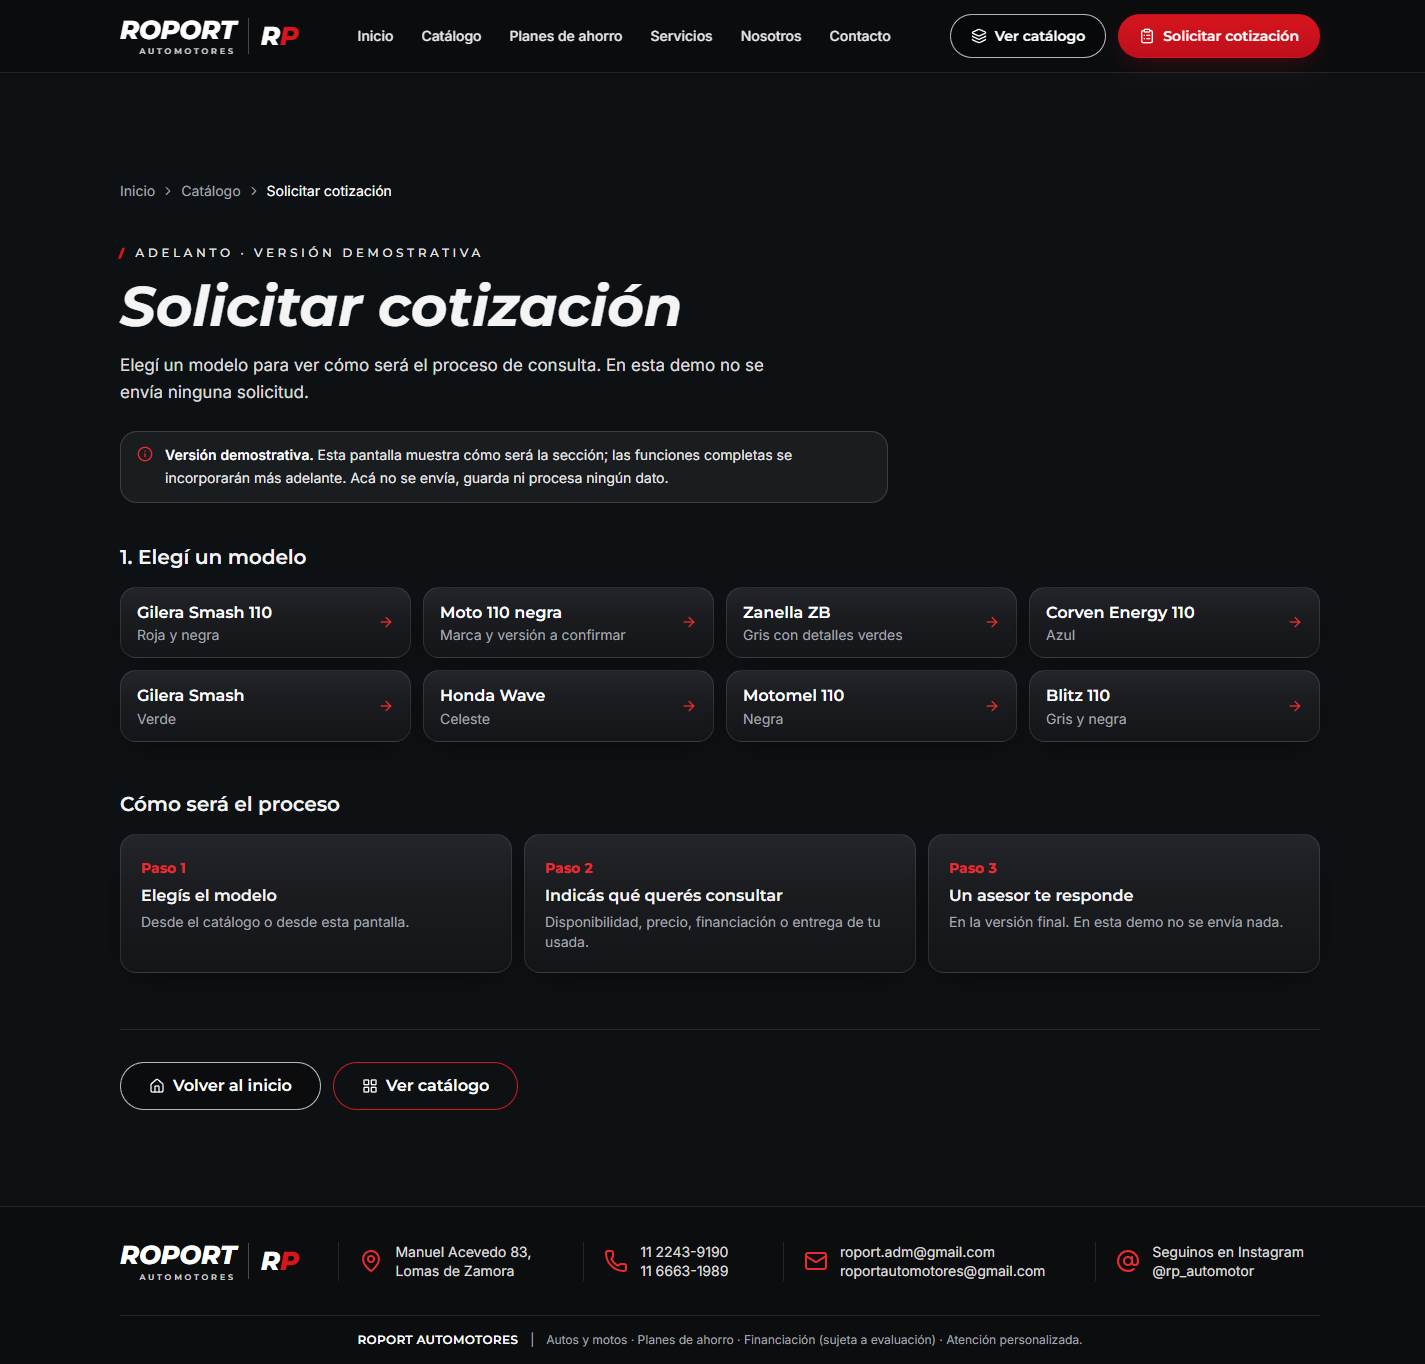 ROPORT
AUTOMOTORES
RP
Inicio
Catálogo
Planes de ahorro
Servicios
Nosotros
Contacto
Ver catálogo
Solicitar cotización
Inicio > Catálogo > Solicitar cotización
/ ADELANTO · VERSIÓN DEMOSTRATIVA
Solicitar cotización
Elegí un modelo para ver cómo será el proceso de consulta. En esta demo no se
envía ninguna solicitud.
Versión demostrativa. Esta pantalla muestra cómo será la sección; las funciones completas se
incorporarán más adelante. Acá no se envía, guarda ni procesa ningún dato.
1. Elegí un modelo
Gilera Smash 110
Roja y negra
Moto 110 negra
Marca y versión a confirmar
Zanella ZB
Gris con detalles verdes
Corven Energy 110
Azul
Gilera Smash
Verde
Honda Wave
Celeste
Motomel 110
Negra
Blitz 110
Gris y negra
Cómo será el proceso
Paso 1
Elegís el modelo
Desde el catálogo o desde esta pantalla.
Paso 2
Indicás qué querés consultar
Disponibilidad, precio, financiación o entrega de tu
usada.
Paso 3
Un asesor te responde
En la versión final. En esta demo no se envía nada.
Volver al inicio
Ver catálogo
ROPORT
AUTOMOTORES
RP
Manuel Acevedo 83,
Lomas de Zamora
11 2243-9190
11 6663-1989
roport.adm@gmail.com
roportautomotores@gmail.com
Seguinos en Instagram
@rp_automotor
ROPORT AUTOMOTORES | Autos y motos · Planes de ahorro · Financiación (sujeta a evaluación) · Atención personalizada.